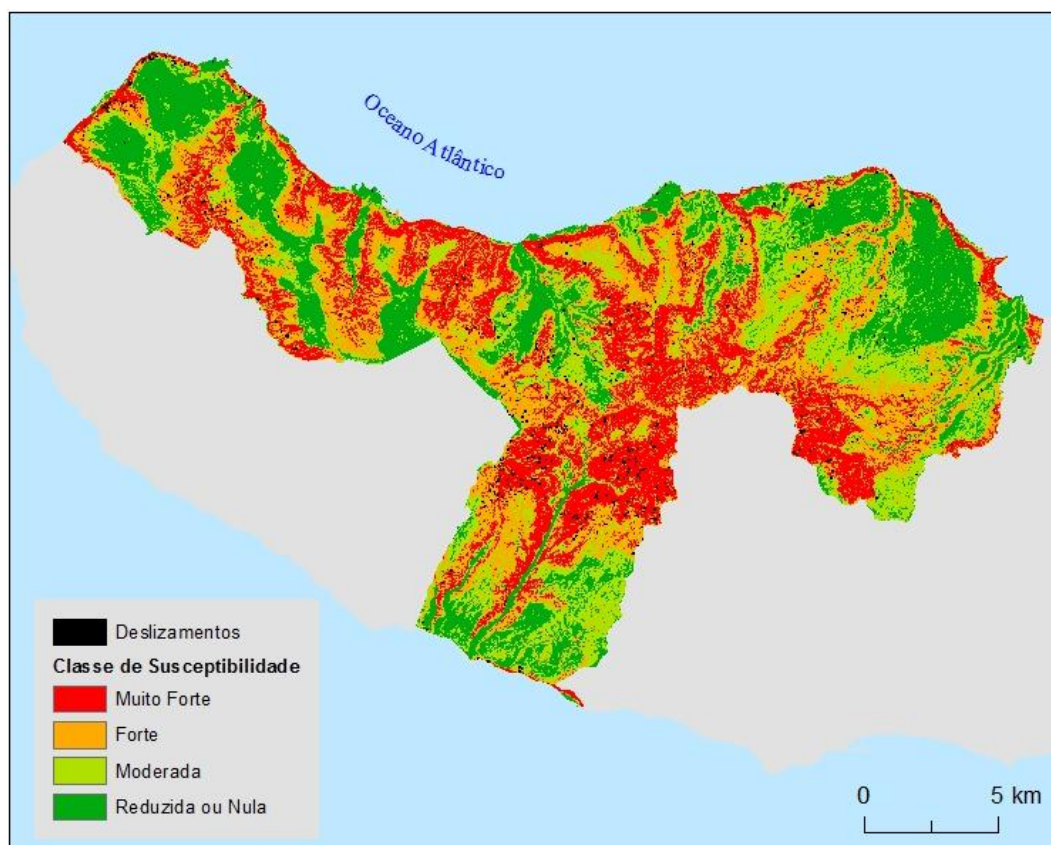 Oceano Atlântico
Deslizamentos
Classe de Susceptibilidade
Muito Forte
Forte
Moderada
Reduzida ou Nula
0 5 km